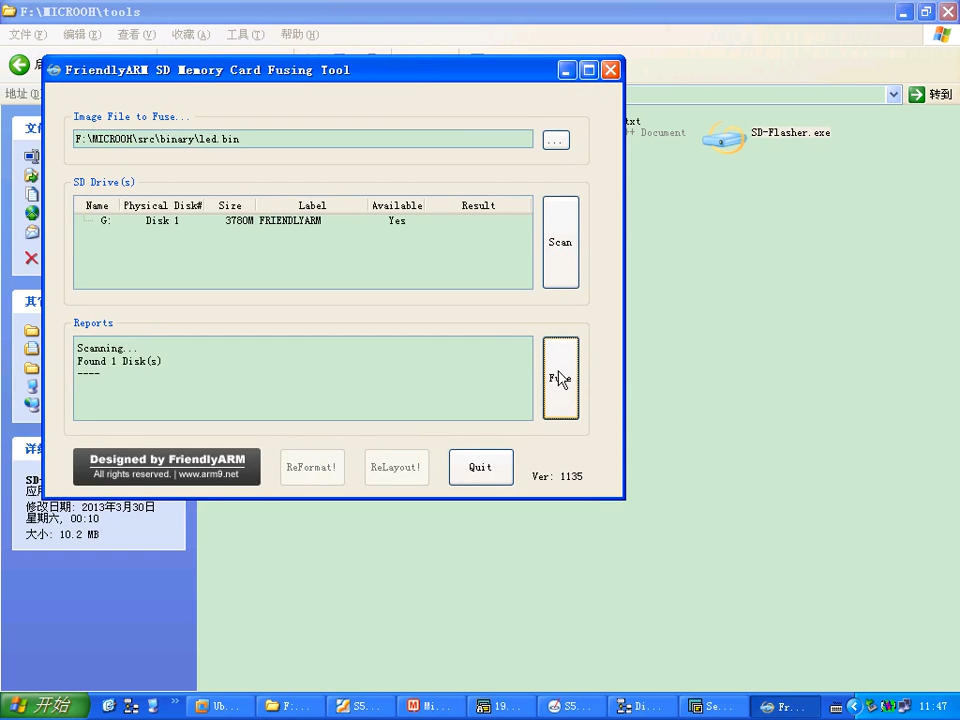 F:\MICROOH\tools
文件(F) 编辑(E) 查看(V) 收藏(A) 工具(T) 帮助(H)
地址(D)
转到
FriendlyARM SD Memory Card Fusing Tool
Image File to Fuse...
F:\MICROOH\src\binary\led.bin
...
SD Drive(s)
Name Physical Disk# Size Label Available Result
G: Disk 1 3780M FRIENDLYARM Yes
Scan
Reports
Scanning...
Found 1 Disk(s)
----
Designed by FriendlyARM
All rights reserved. | www.arm9.net
ReFormat!
ReLayout!
Quit
Ver: 1135
txt
Document
SD-Flasher.exe
修改日期: 2013年3月30日
星期六, 00:10
大小: 10.2 MB
开始
Ub...
F:...
S5...
Mi...
19...
S5...
Di...
Se...
Fr...
11:47